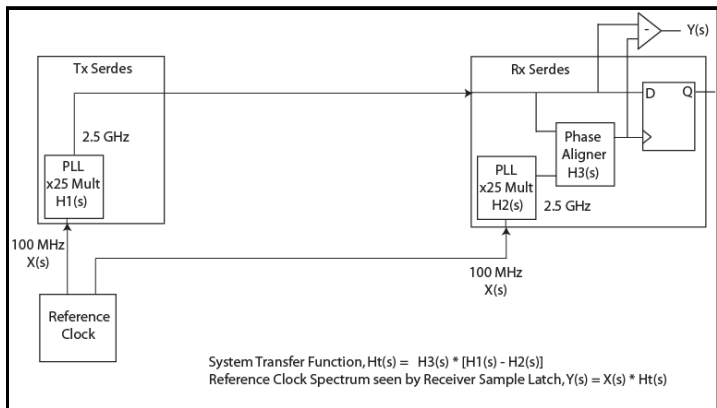 Y(s)
-
Tx Serdes
Rx Serdes
D
Q
2.5 GHz
Phase
Aligner
H3(s)
PLL
x25 Mult
H1(s)
PLL
x25 Mult
H2(s)
2.5 GHz
100 MHz
X(s)
100 MHz
X(s)
Reference
Clock
System Transfer Function, Ht(s) = H3(s) * [H1(s) - H2(s)]
Reference Clock Spectrum seen by Receiver Sample Latch, Y(s) = X(s) * Ht(s)